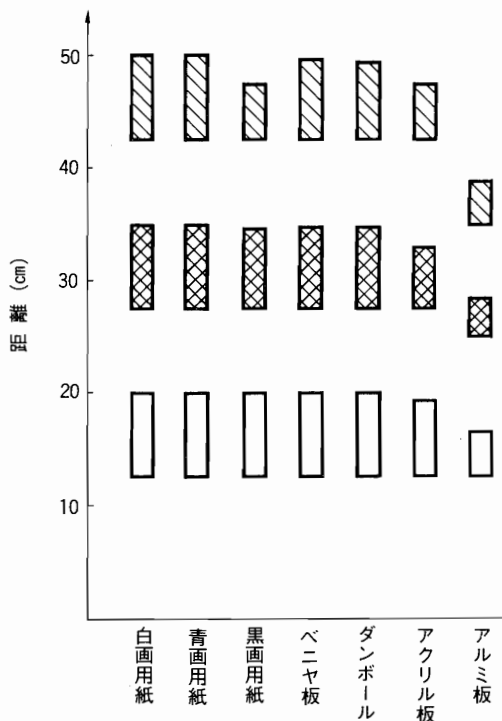 50
40
30
20
10
距離 (cm)
白画用紙
青画用紙
黒画用紙
ベニヤ板
ダンボール
アクリル板
アルミ板